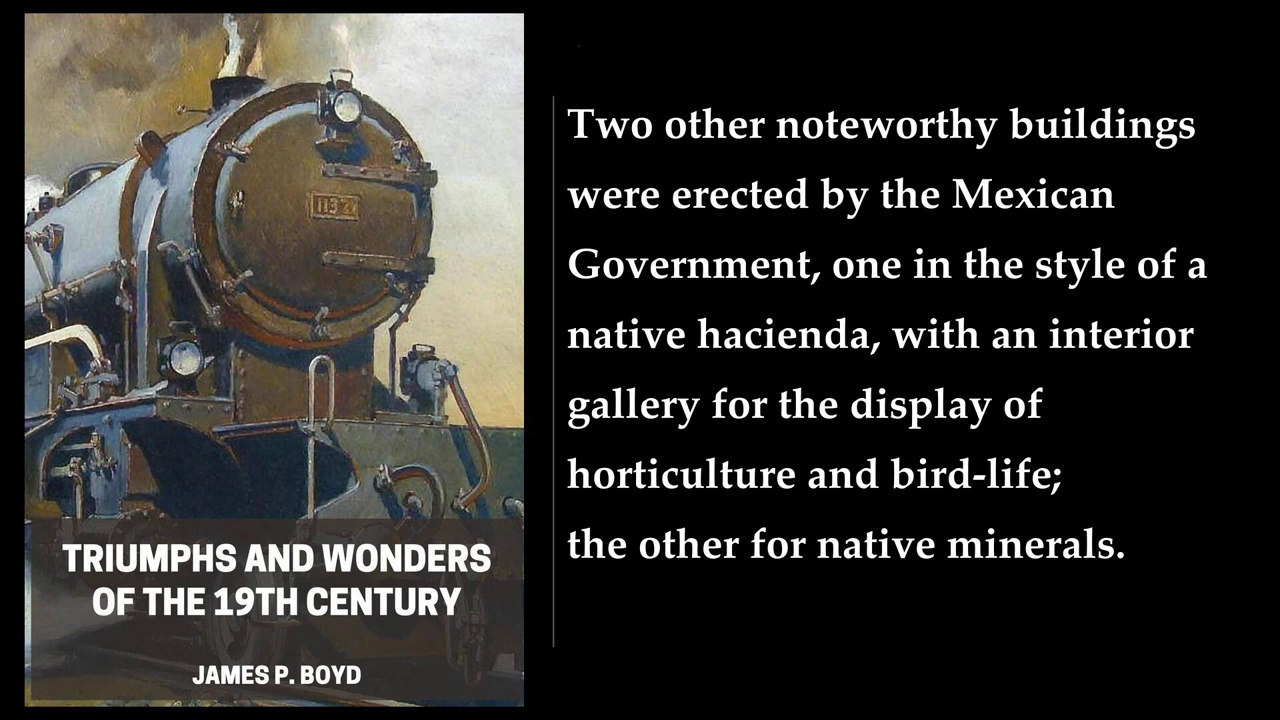 Two other noteworthy buildings
were erected by the Mexican
Government, one in the style of a
native hacienda, with an interior
gallery for the display of
horticulture and bird-life;
the other for native minerals.
1132
TRIUMPHS AND WONDERS
OF THE 19TH CENTURY
JAMES P. BOYD